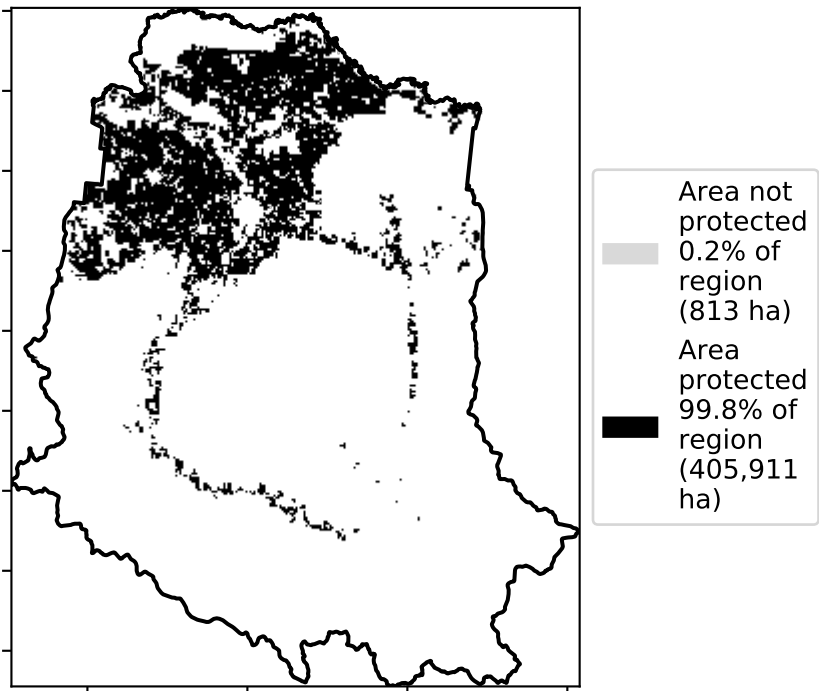 Area not
protected
0.2% of
region
(813 ha)
Area
protected
99.8% of
region
(405,911
ha)